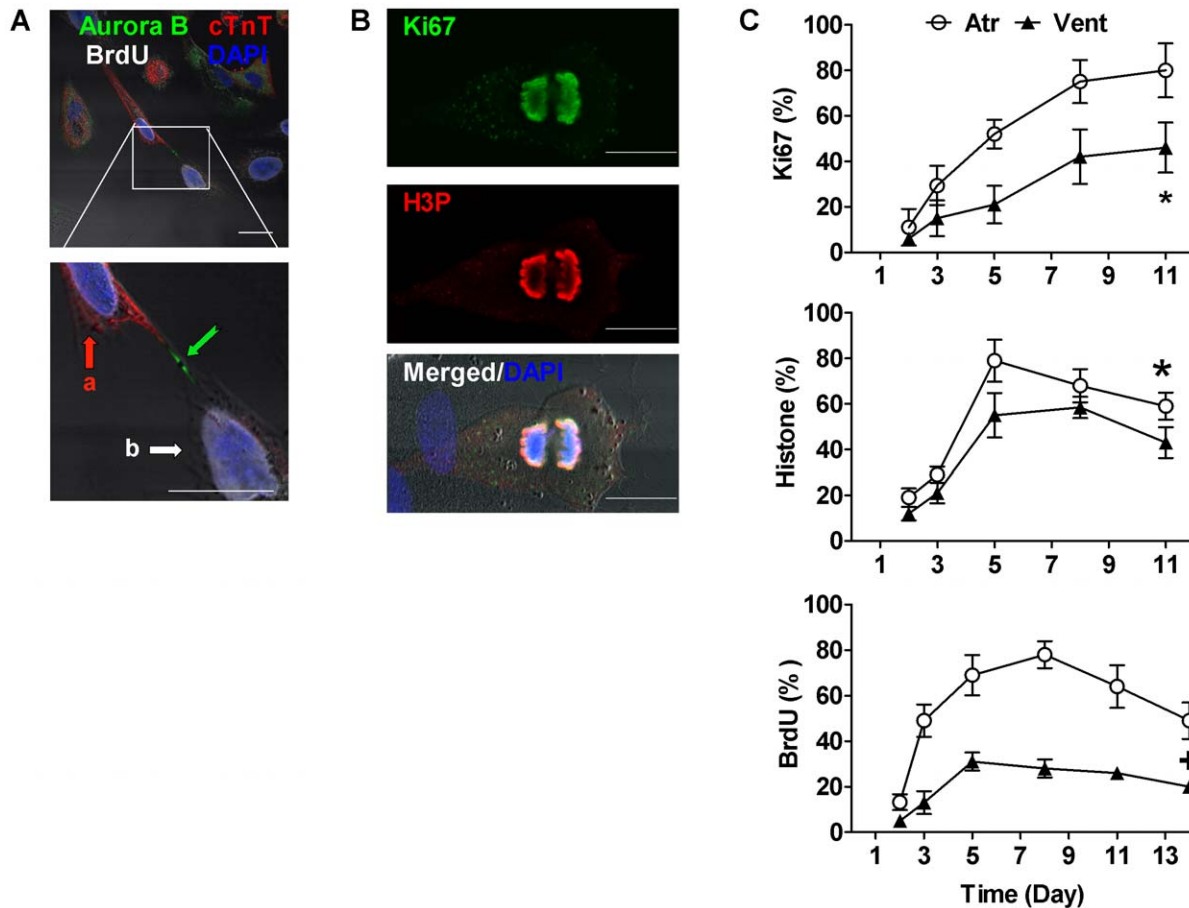 A
Aurora B cTnT
BrdU DAPI
a
b
B
Ki67
H3P
Merged/DAPI
C
Atr Vent
100
80
60
40
20
0
Ki67 (%)
*
1 3 5 7 9 11
100
80
60
40
20
0
Histone (%)
*
1 3 5 7 9 11
100
80
60
40
20
0
BrdU (% )
+
1 3 5 7 9 11 13
Time (Day)